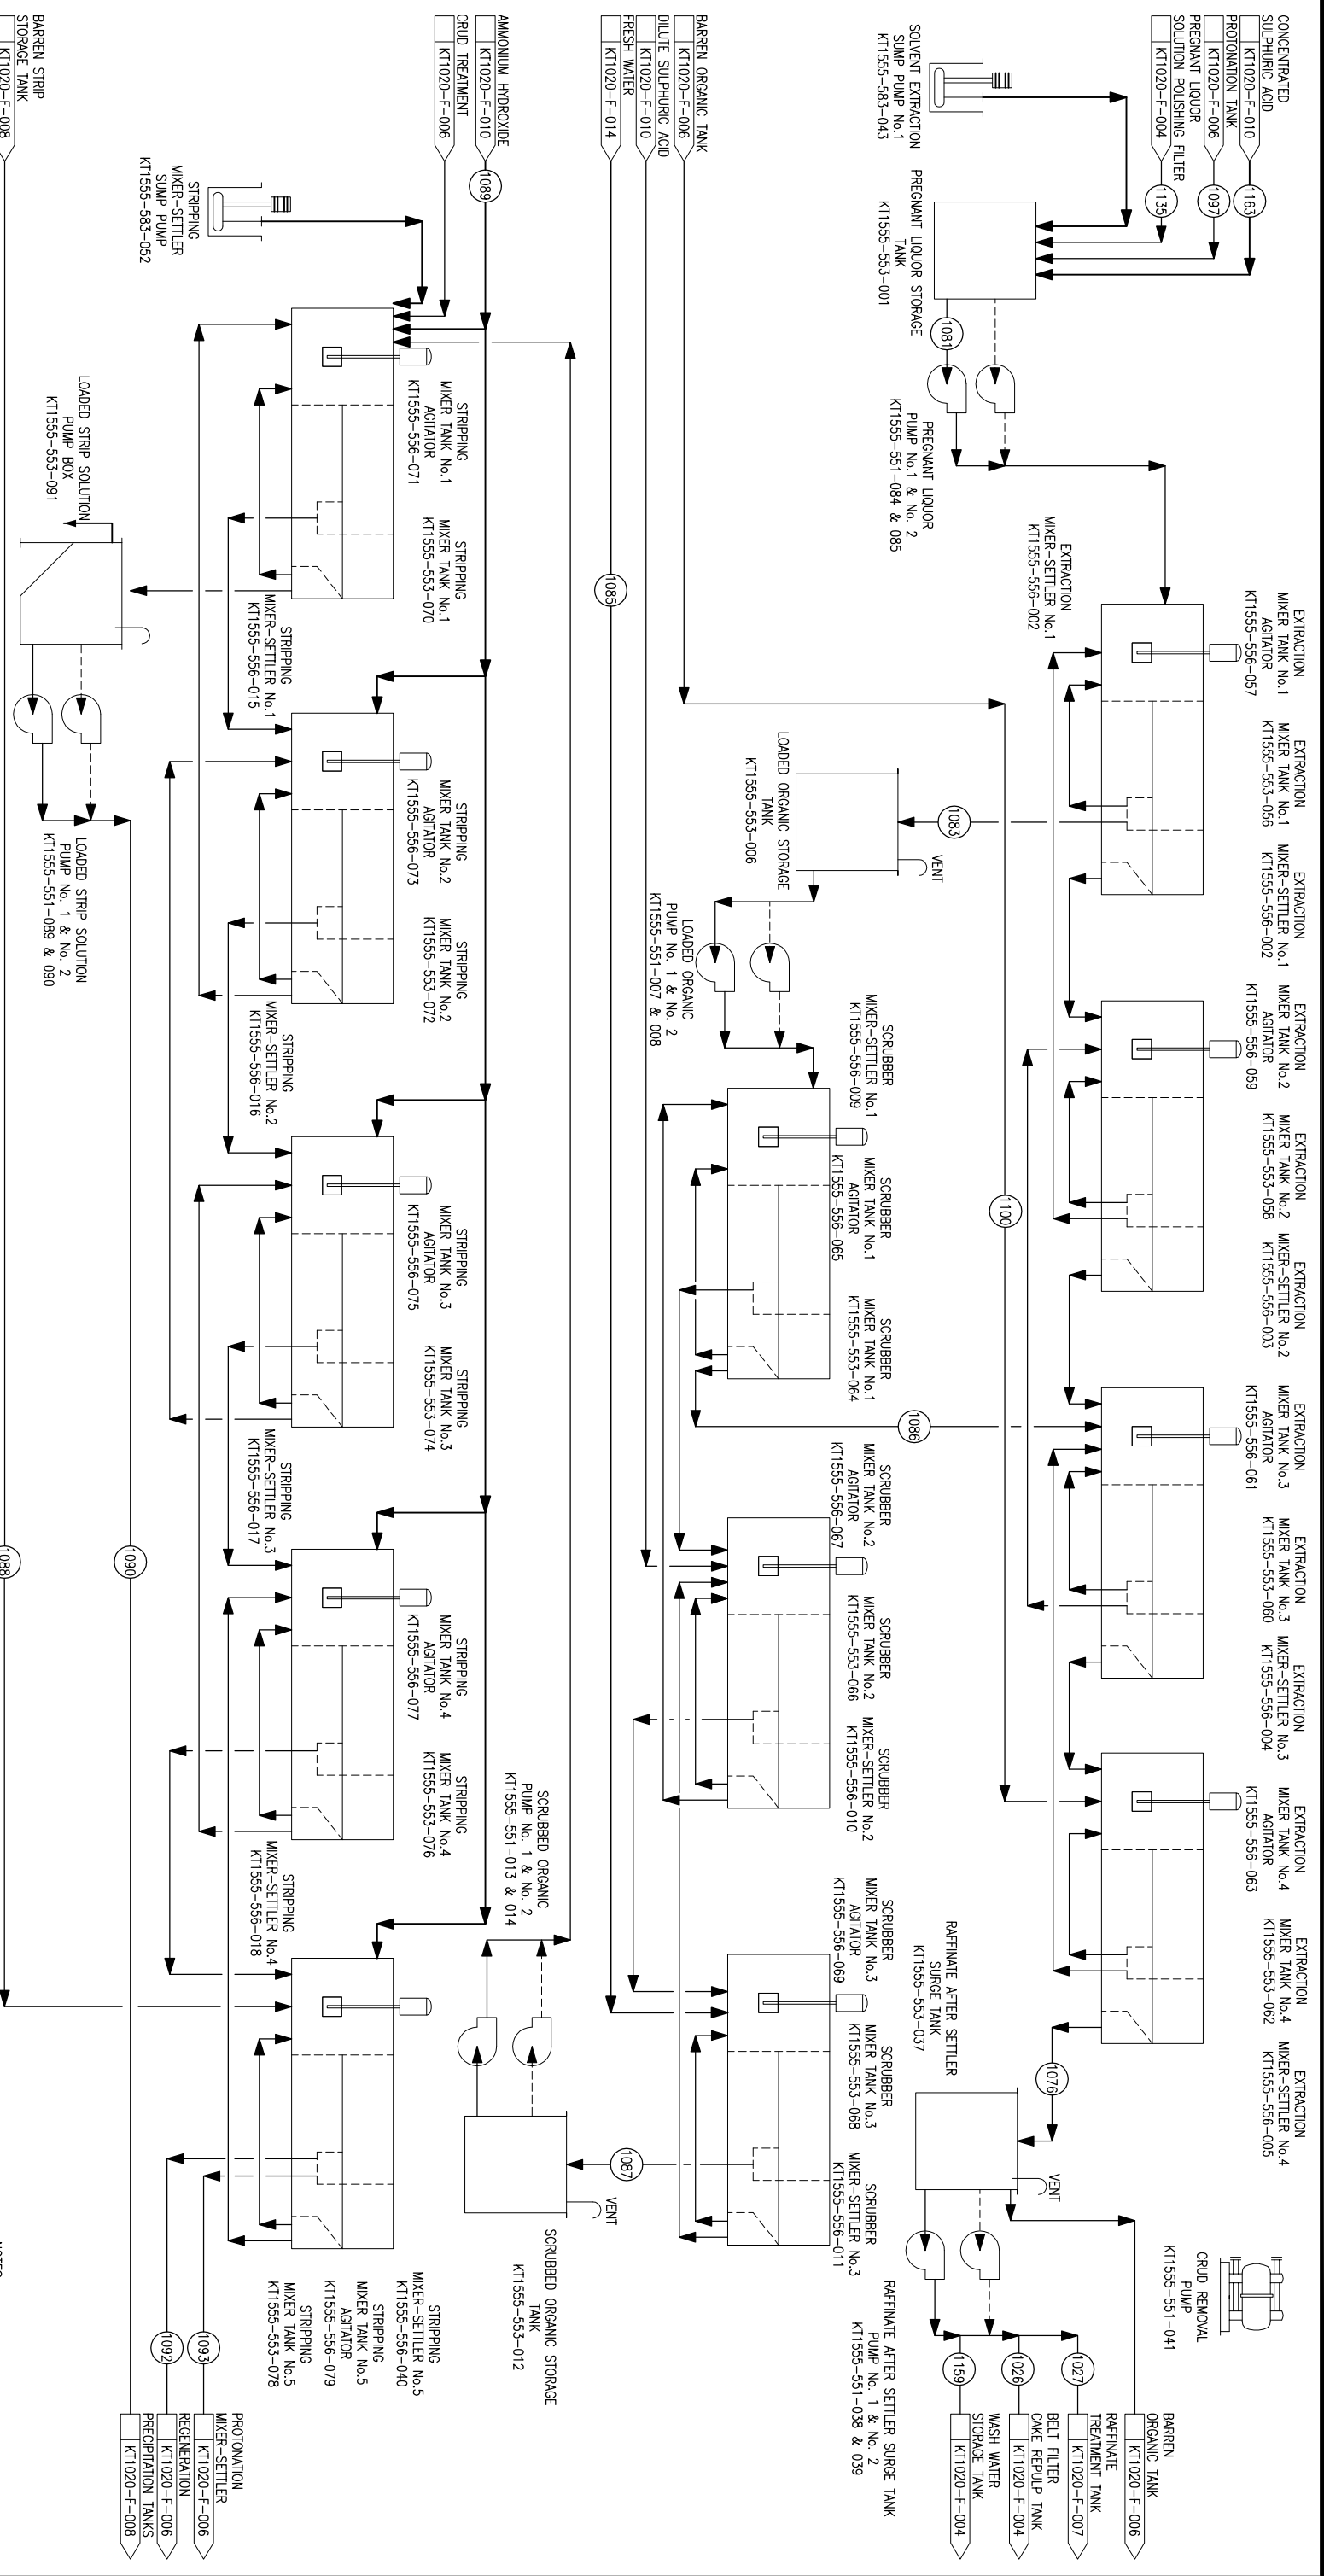 CONCENTRATED
SULPHURIC ACID
KT1020-F-010
1163
PROTONATION TANK
KT1020-F-006
1097
PREGNANT LIQUOR
SOLUTION POLISHING FILTER
KT1020-F-004
1135
SOLVENT EXTRACTION
SUMP PUMP No.1
KT1555-583-043
PREGNANT LIQUOR STORAGE
TANK
KT1555-553-001
1081
PREGNANT LIQUOR
PUMP No.1 & No. 2
KT1555-551-084 & 085
EXTRACTION
MIXER-SETTLER No.1
KT1555-556-002
EXTRACTION
MIXER TANK No.1
AGITATOR
KT1555-556-057
EXTRACTION
MIXER TANK No.1
KT1555-553-056
EXTRACTION
MIXER-SETTLER No.1
KT1555-556-002
EXTRACTION
MIXER TANK No.2
AGITATOR
KT1555-556-059
EXTRACTION
MIXER TANK No.2
KT1555-553-058
EXTRACTION
MIXER-SETTLER No.2
KT1555-556-003
EXTRACTION
MIXER TANK No.3
AGITATOR
KT1555-556-061
EXTRACTION
MIXER TANK No.3
KT1555-553-060
EXTRACTION
MIXER-SETTLER No.3
KT1555-556-004
EXTRACTION
MIXER TANK No.4
AGITATOR
KT1555-556-063
EXTRACTION
MIXER TANK No.4
KT1555-553-062
EXTRACTION
MIXER-SETTLER No.4
KT1555-556-005
CRUD REMOVAL
PUMP
KT1555-551-041
1076
RAFFINATE AFTER SETTLER
SURGE TANK
KT1555-553-037
VENT
RAFFINATE AFTER SETTLER SURGE TANK
PUMP No. 1 & No. 2
KT1555-551-038 & 039
BARREN
ORGANIC TANK
KT1020-F-006
RAFFINATE
TREATMENT TANK
1027
KT1020-F-007
BELT FILTER
CAKE REPULP TANK
1026
KT1020-F-004
WASH WATER
STORAGE TANK
1159
KT1020-F-004
BARREN ORGANIC TANK
KT1020-F-006
DILUTE SULPHURIC ACID
KT1020-F-010
FRESH WATER
KT1020-F-014
1085
1100
1083
VENT
LOADED ORGANIC STORAGE
TANK
KT1555-553-006
LOADED ORGANIC
PUMP No. 1 & No. 2
KT1555-551-007 & 008
SCRUBBER
MIXER-SETTLER No.1
KT1555-556-009
SCRUBBER
MIXER TANK No.1
AGITATOR
KT1555-556-065
SCRUBBER
MIXER TANK No.1
KT1555-553-064
1086
SCRUBBER
MIXER TANK No.2
AGITATOR
KT1555-556-067
SCRUBBER
MIXER TANK No.2
KT1555-553-066
SCRUBBER
MIXER-SETTLER No.2
KT1555-556-010
SCRUBBER
MIXER TANK No.3
AGITATOR
KT1555-556-069
SCRUBBER
MIXER TANK No.3
KT1555-553-068
SCRUBBER
MIXER-SETTLER No.3
KT1555-556-011
1087
VENT
SCRUBBED ORGANIC STORAGE
TANK
KT1555-553-012
SCRUBBED ORGANIC
PUMP No. 1 & No. 2
KT1555-551-013 & 014
AMMONIUM HYDROXIDE
KT1020-F-010
1089
CRUD TREATMENT
KT1020-F-006
STRIPPING
MIXER-SETTLER
SUMP PUMP
KT1555-583-052
STRIPPING
MIXER TANK No.1
AGITATOR
KT1555-556-071
STRIPPING
MIXER TANK No.1
KT1555-553-070
STRIPPING
MIXER-SETTLER No.1
KT1555-556-015
STRIPPING
MIXER TANK No.2
AGITATOR
KT1555-556-073
STRIPPING
MIXER TANK No.2
KT1555-553-072
STRIPPING
MIXER-SETTLER No.2
KT1555-556-016
STRIPPING
MIXER TANK No.3
AGITATOR
KT1555-556-075
STRIPPING
MIXER TANK No.3
KT1555-553-074
STRIPPING
MIXER-SETTLER No.3
KT1555-556-017
STRIPPING
MIXER TANK No.4
AGITATOR
KT1555-556-077
STRIPPING
MIXER TANK No.4
KT1555-553-076
STRIPPING
MIXER-SETTLER No.4
KT1555-556-018
STRIPPING
MIXER-SETTLER No.5
KT1555-556-040
STRIPPING
MIXER TANK No.5
AGITATOR
KT1555-556-079
STRIPPING
MIXER TANK No.5
KT1555-553-078
LOADED STRIP SOLUTION
PUMP BOX
KT1555-553-091
LOADED STRIP SOLUTION
PUMP No. 1 & No. 2
KT1555-551-089 & 090
PROTONATION
MIXER-SETTLER
1093
KT1020-F-006
REGENERATION
1092
KT1020-F-006
PRECIPITATION TANKS
1090
KT1020-F-008
BARREN STRIP
STORAGE TANK
KT1020-F-008
1088